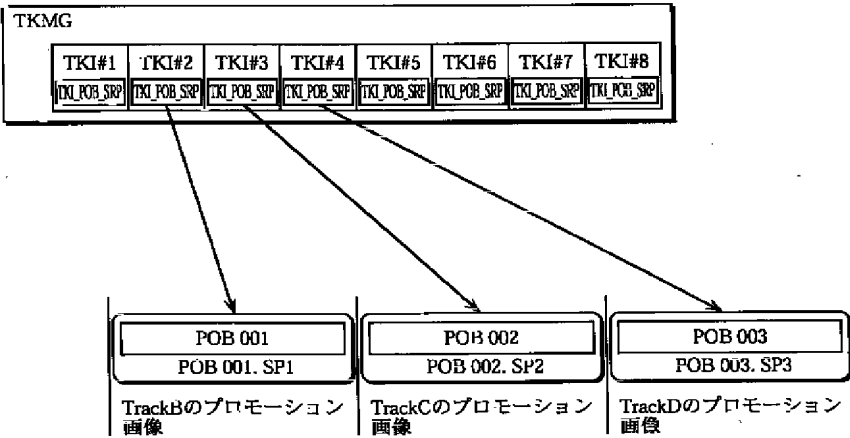 TKMG
TKI#1 TKI#2 TKI#3 TKI#4 TKI#5 TKI#6 TKI#7 TKI#8
TKI_POB_SRP TKI_POB_SRP TKI_POB_SRP TKI_POB_SRP TKI_POB_SRP TKI_POB_SRP TKI_POB_SRP TKI_POB_SRP
POB 001 POB 002 POB 003
POB 001. SP1 POB 002. SP2 POB 003. SP3
TrackBのプロモーション TrackCのプロモーション TrackDのプロモーション
画像 画像 画像